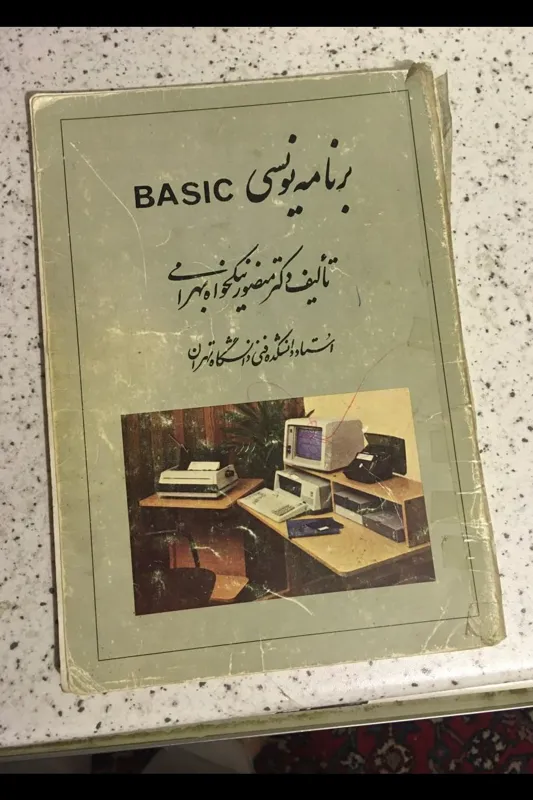 برنامه نویسی BASIC
تألیف دکتر منصور نیکخواه بهرامی
استاد دانشکده فنی دانشگاه تهران